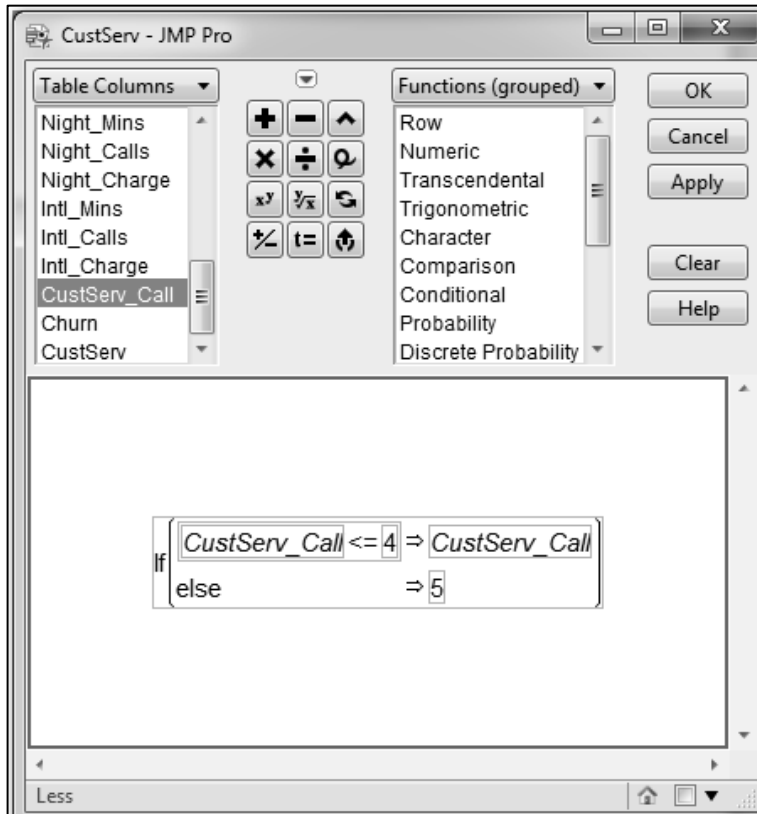 CustServ - JMP Pro
Table Columns
Night_Mins
Night_Calls
Night_Charge
Intl_Mins
Intl_Calls
Intl_Charge
CustServ_Call
Churn
CustServ
+ − ^
× ÷
xʸ ʸ√x
+/− t=
Functions (grouped)
Row
Numeric
Transcendental
Trigonometric
Character
Comparison
Conditional
Probability
Discrete Probability
OK
Cancel
Apply
Clear
Help
If
CustServ_Call <= 4 ⇒ CustServ_Call
else ⇒ 5
Less